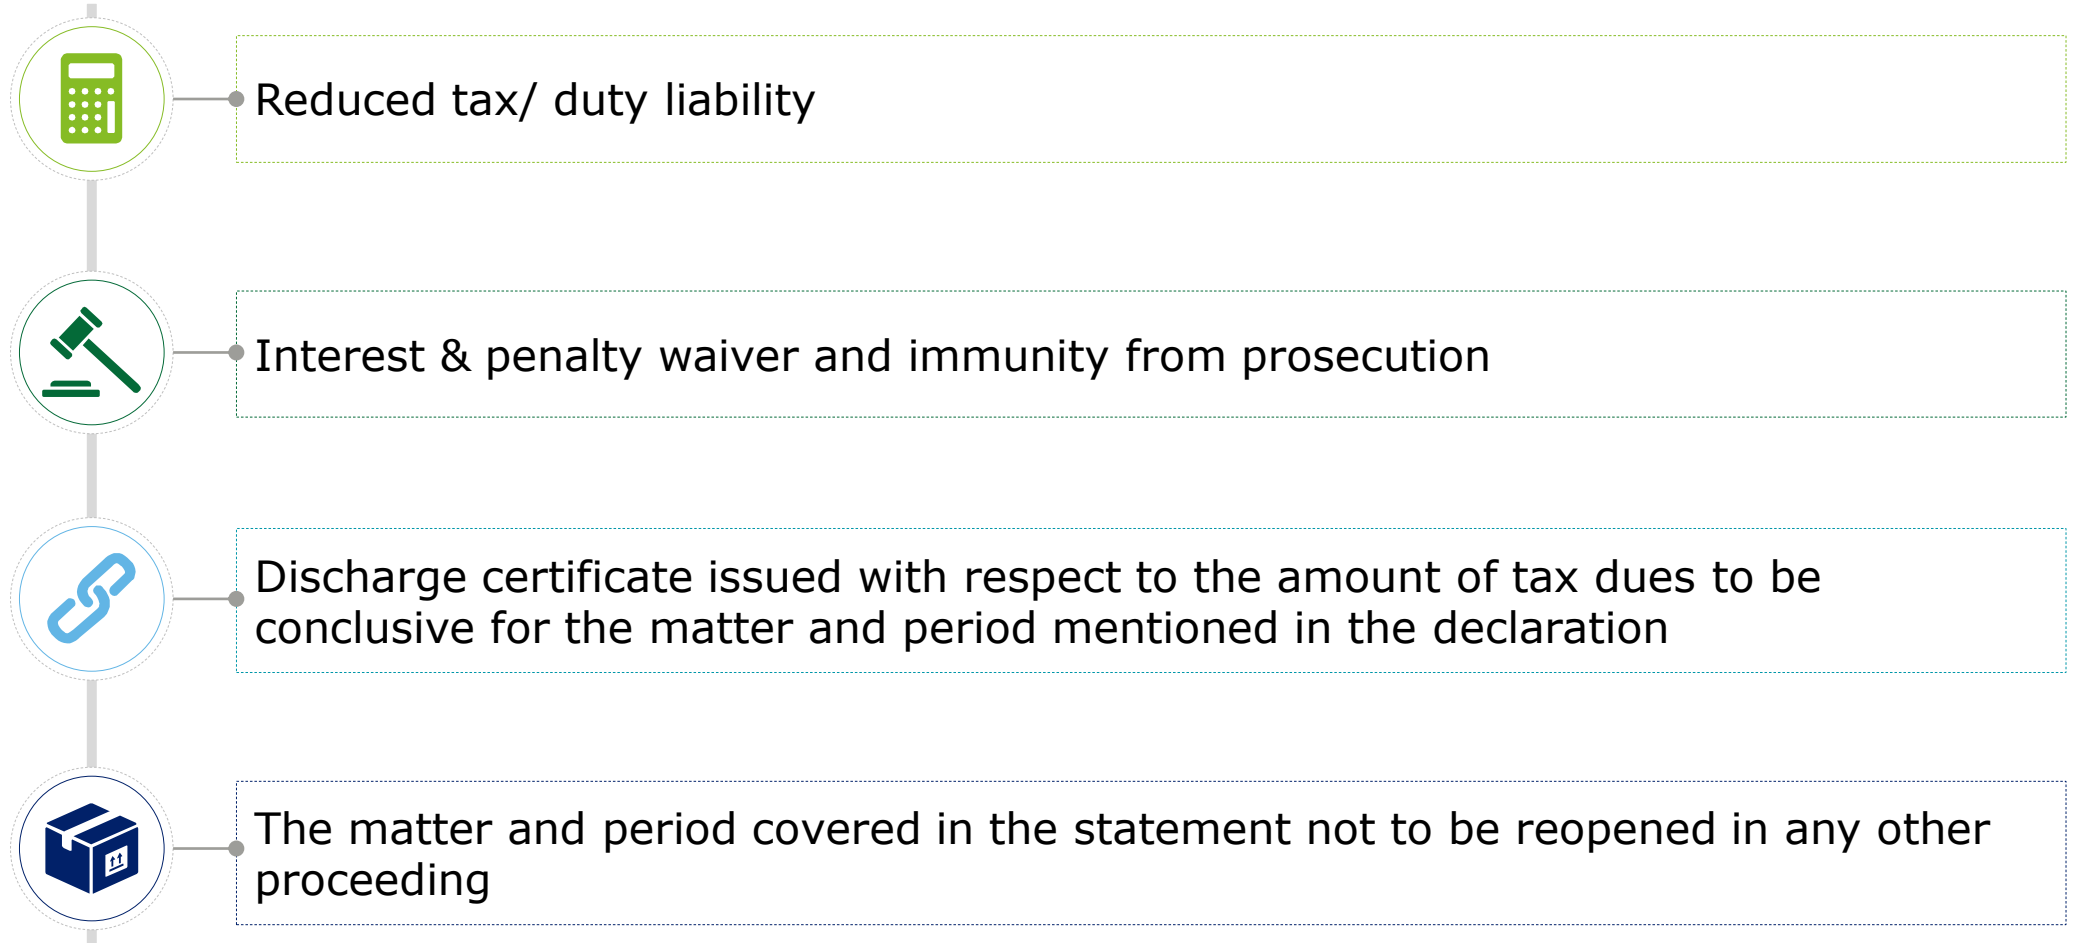 Reduced tax/ duty liability
Interest & penalty waiver and immunity from prosecution
Discharge certificate issued with respect to the amount of tax dues to be
conclusive for the matter and period mentioned in the declaration
The matter and period covered in the statement not to be reopened in any other
proceeding